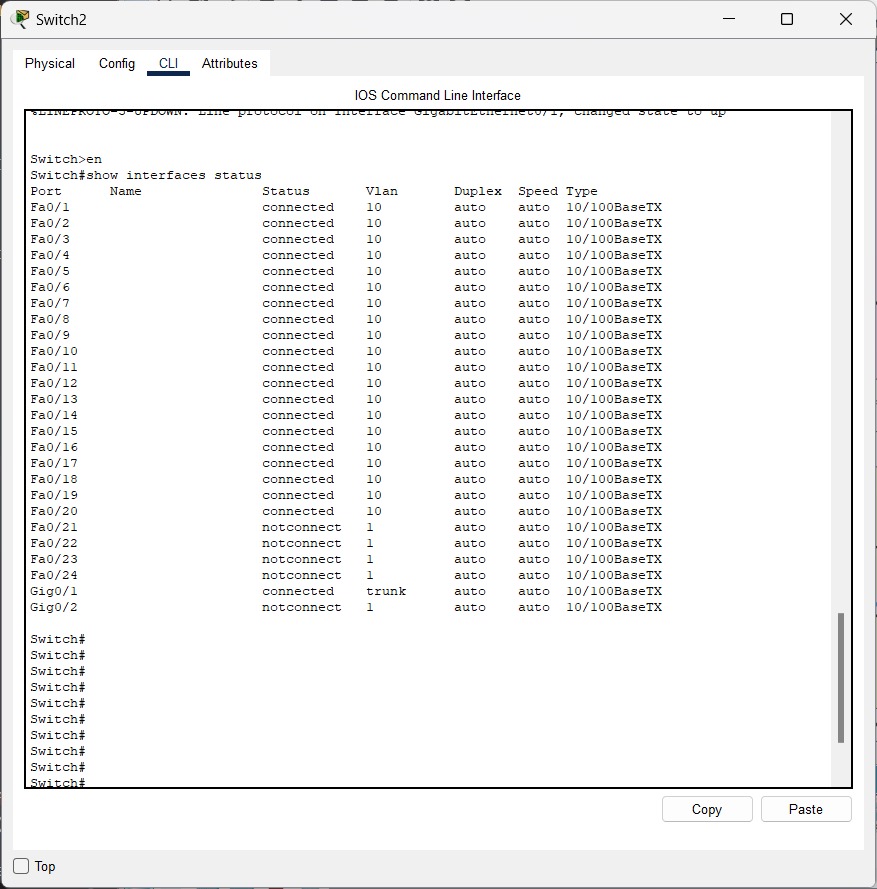 Switch2
Physical Config CLI Attributes
IOS Command Line Interface
%LINEPROTO-5-UPDOWN: Line protocol on Interface GigabitEthernet0/1, changed state to up
Switch>en
Switch#show interfaces status
Port Name Status Vlan Duplex Speed Type
Fa0/1 connected 10 auto auto 10/100BaseTX
Fa0/2 connected 10 auto auto 10/100BaseTX
Fa0/3 connected 10 auto auto 10/100BaseTX
Fa0/4 connected 10 auto auto 10/100BaseTX
Fa0/5 connected 10 auto auto 10/100BaseTX
Fa0/6 connected 10 auto auto 10/100BaseTX
Fa0/7 connected 10 auto auto 10/100BaseTX
Fa0/8 connected 10 auto auto 10/100BaseTX
Fa0/9 connected 10 auto auto 10/100BaseTX
Fa0/10 connected 10 auto auto 10/100BaseTX
Fa0/11 connected 10 auto auto 10/100BaseTX
Fa0/12 connected 10 auto auto 10/100BaseTX
Fa0/13 connected 10 auto auto 10/100BaseTX
Fa0/14 connected 10 auto auto 10/100BaseTX
Fa0/15 connected 10 auto auto 10/100BaseTX
Fa0/16 connected 10 auto auto 10/100BaseTX
Fa0/17 connected 10 auto auto 10/100BaseTX
Fa0/18 connected 10 auto auto 10/100BaseTX
Fa0/19 connected 10 auto auto 10/100BaseTX
Fa0/20 connected 10 auto auto 10/100BaseTX
Fa0/21 notconnect 1 auto auto 10/100BaseTX
Fa0/22 notconnect 1 auto auto 10/100BaseTX
Fa0/23 notconnect 1 auto auto 10/100BaseTX
Fa0/24 notconnect 1 auto auto 10/100BaseTX
Gig0/1 connected trunk auto auto 10/100BaseTX
Gig0/2 notconnect 1 auto auto 10/100BaseTX
Switch#
Switch#
Switch#
Switch#
Switch#
Switch#
Switch#
Switch#
Switch#
Switch#
Copy Paste
Top